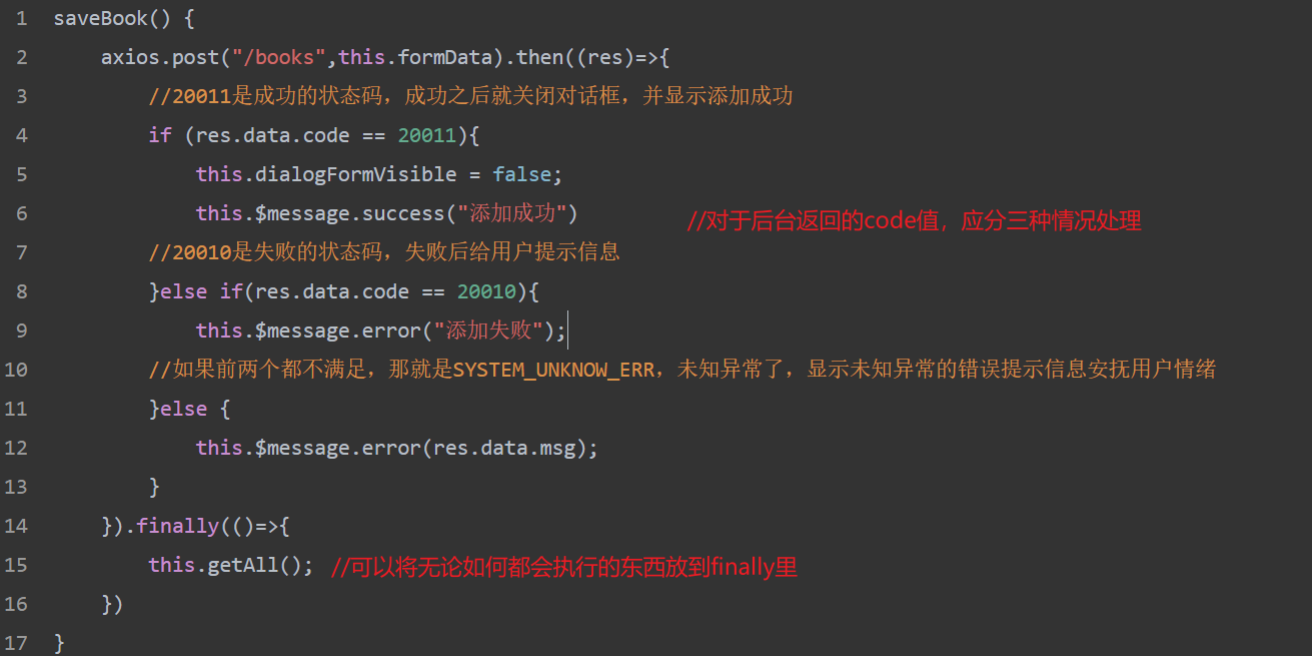 1 saveBook() {
2 axios.post("/books",this.formData).then((res)=>{
3 //20011是成功的状态码，成功之后就关闭对话框，并显示添加成功
4 if (res.data.code == 20011){
5 this.dialogFormVisible = false;
6 this.$message.success("添加成功") //对于后台返回的code值，应分三种情况处理
7 //20010是失败的状态码，失败后给用户提示信息
8 }else if(res.data.code == 20010){
9 this.$message.error("添加失败");
10 //如果前两个都不满足，那就是SYSTEM_UNKNOW_ERR，未知异常了，显示未知异常的错误提示信息安抚用户情绪
11 }else {
12 this.$message.error(res.data.msg);
13 }
14 }).finally(()=>{
15 this.getAll(); //可以将无论如何都会执行的东西放到finally里
16 })
17 }